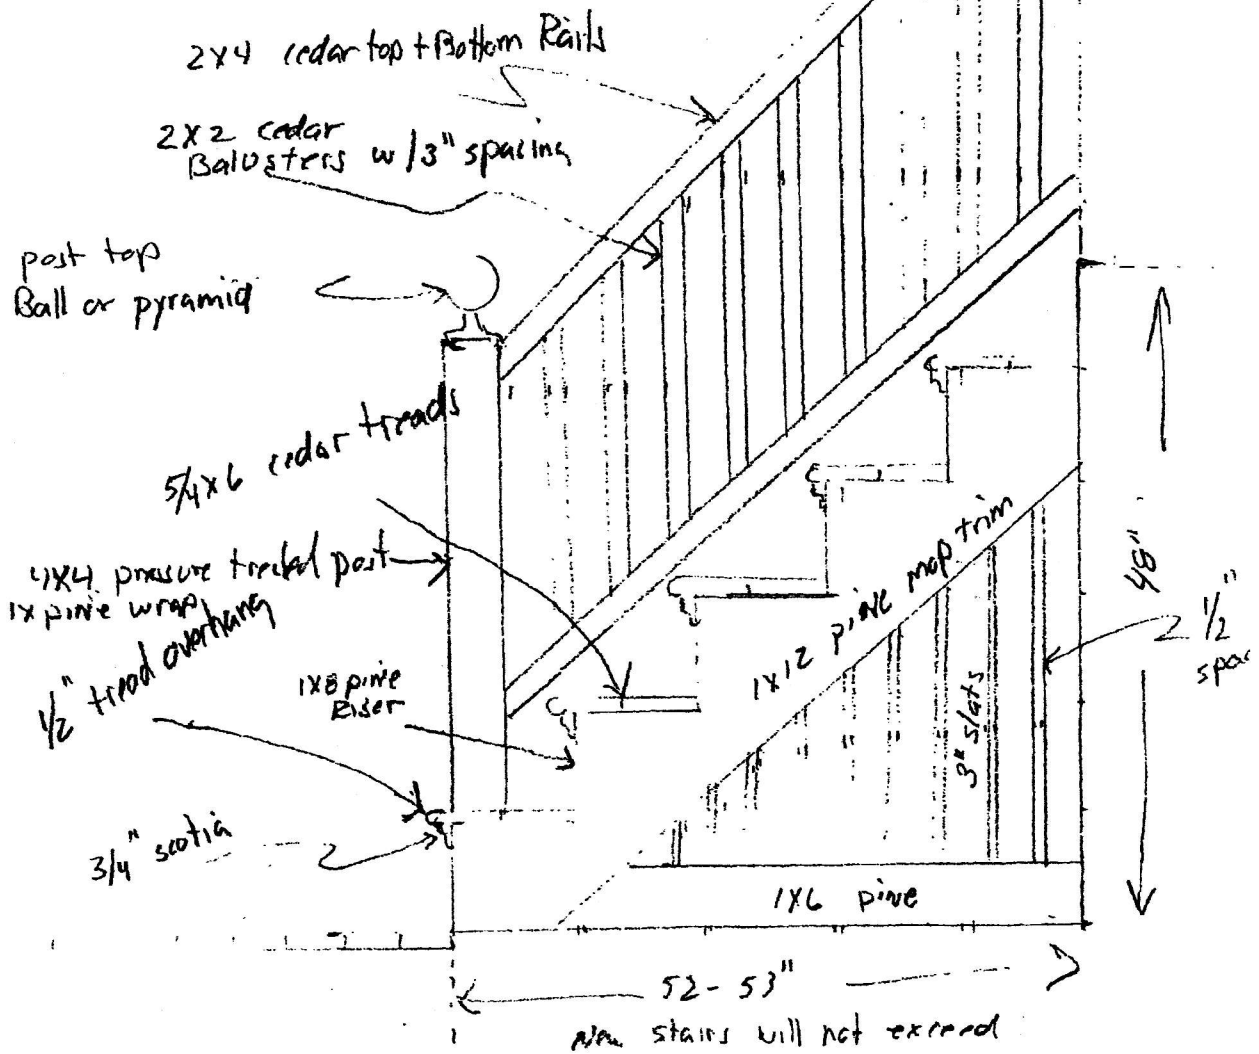 2x4 cedar top + Bottom Rails
2x2 cedar
Balusters w/3" spacing
post top
Ball or pyramid
5/4x6 cedar treads
4x4 pressure treated post
1x pine wrap
1/2" tread overhang
1x8 pine
Riser
3/4" scotia
1x12 pine trim
3" slats
48"
2 1/2"
spac
1x6 pine
52-53"
stairs will not exceed